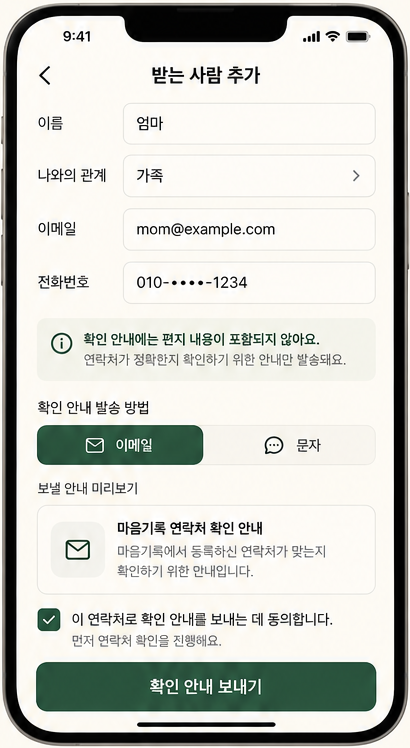 9:41
받는 사람 추가
이름
엄마
나와의 관계
가족
이메일
mom@example.com
전화번호
010-••••-1234
확인 안내에는 편지 내용이 포함되지 않아요.
연락처가 정확한지 확인하기 위한 안내만 발송돼요.
확인 안내 발송 방법
이메일
문자
보낼 안내 미리보기
마음기록 연락처 확인 안내
마음기록에서 등록하신 연락처가 맞는지
확인하기 위한 안내입니다.
이 연락처로 확인 안내를 보내는 데 동의합니다.
먼저 연락처 확인을 진행해요.
확인 안내 보내기